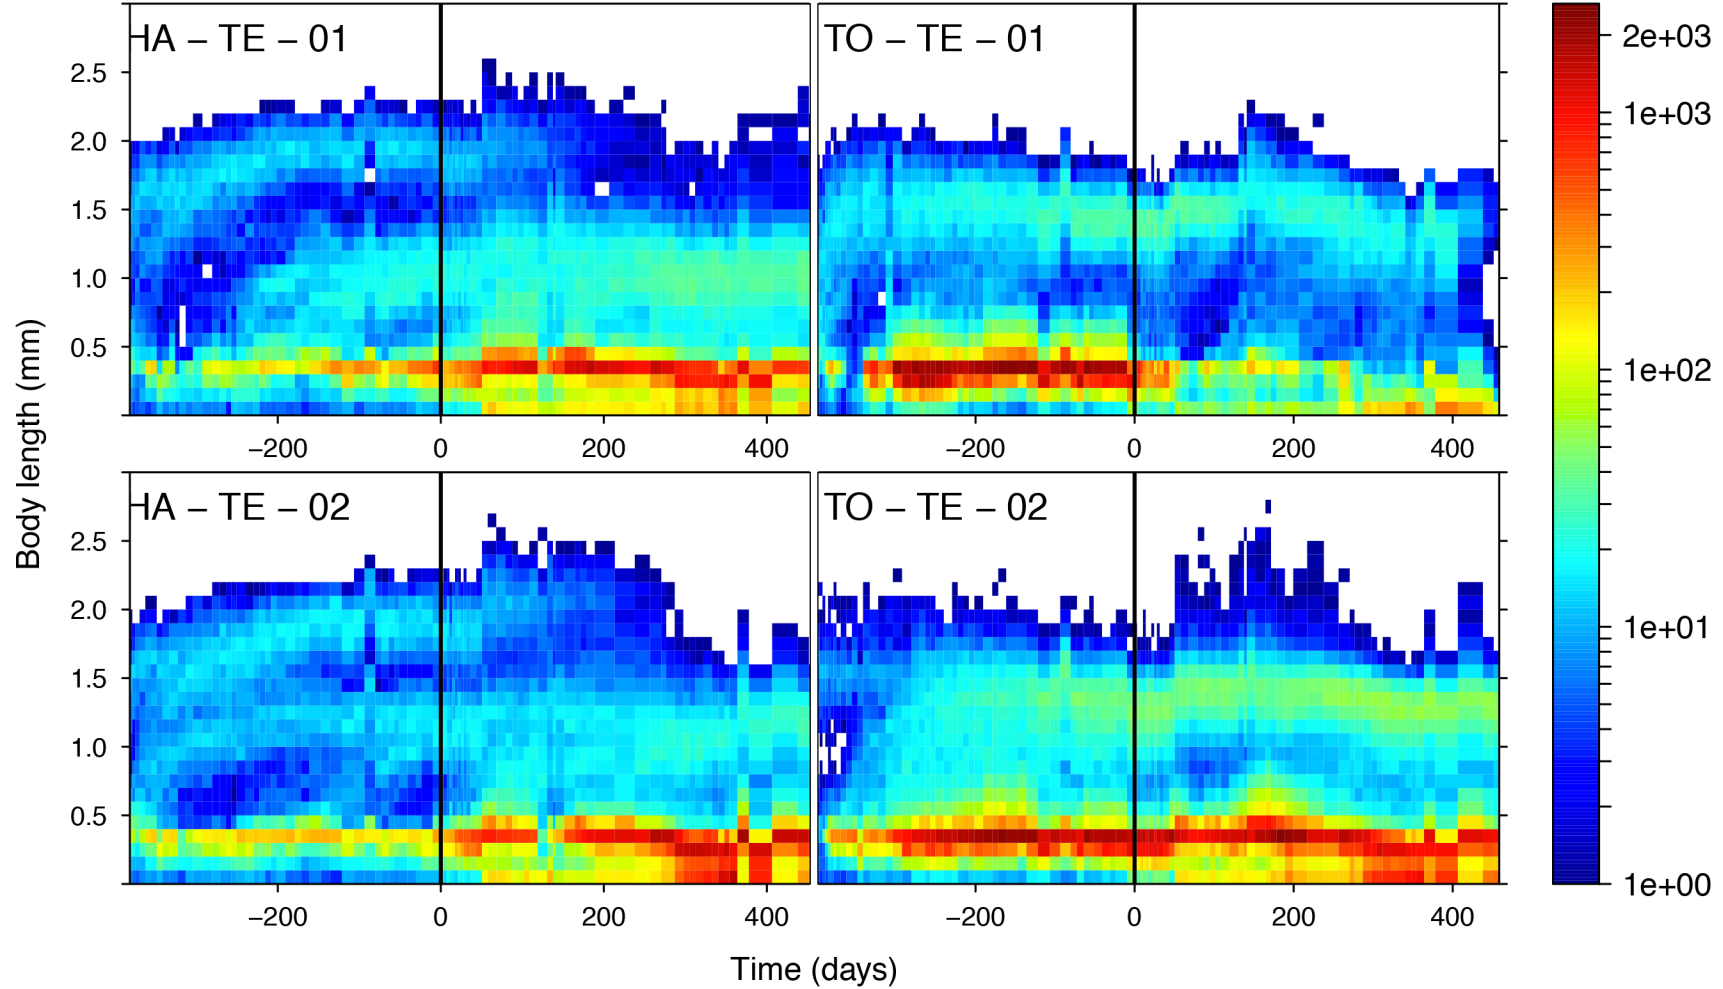 HA – TE – 01
TO – TE – 01
2.5
2.0
1.5
1.0
0.5
−200 0 200 400
−200 0 200 400
HA – TE – 02
TO – TE – 02
2.5
2.0
1.5
1.0
0.5
−200 0 200 400
−200 0 200 400
Body length (mm)
Time (days)
2e+03
1e+03
1e+02
1e+01
1e+00